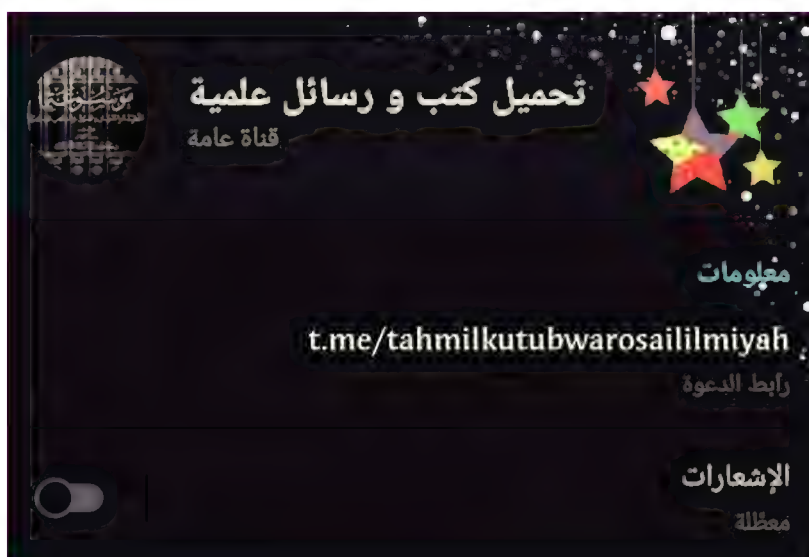 تحميل كتب و رسائل علمية
قناة عامة
معلومات
t.me/tahmilkutubwarosaililmiyah
رابط الدعوة
الإشعارات
معطلة